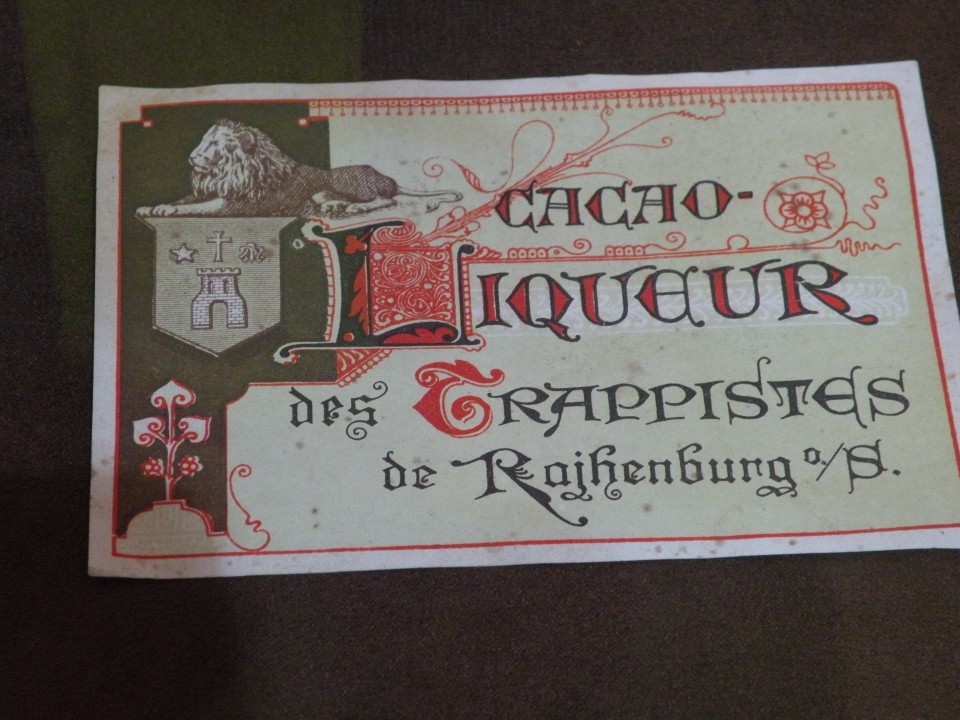 CACAO-
LIQUEUR
des TRAPPISTES
de Rajhenburg a./S.